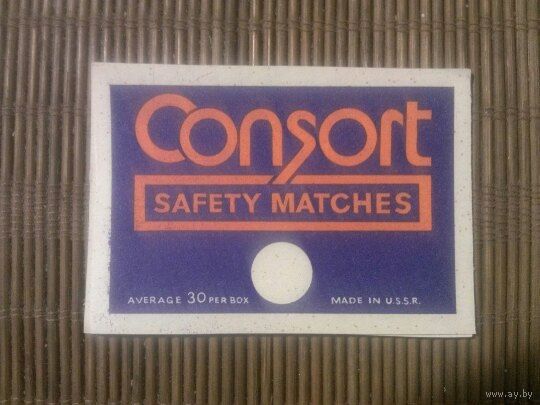 Consort
SAFETY MATCHES
AVERAGE 30 PER BOX
MADE IN U.S.S.R.
www.ay.by